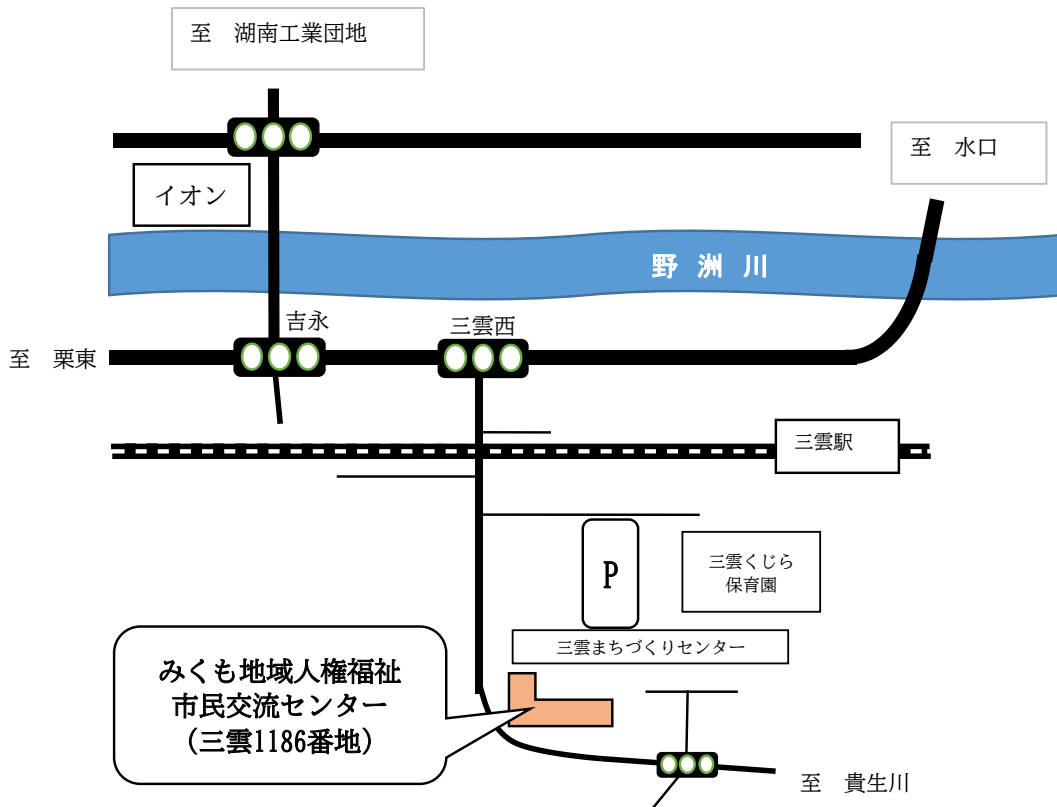 至　湖南工業団地
至　水口
イオン
野洲川
吉永
三雲西
至　栗東
三雲駅
三雲くじら
保育園
P
三雲まちづくりセンター
みくも地域人権福祉
市民交流センター
（三雲1186番地）
至　貴生川